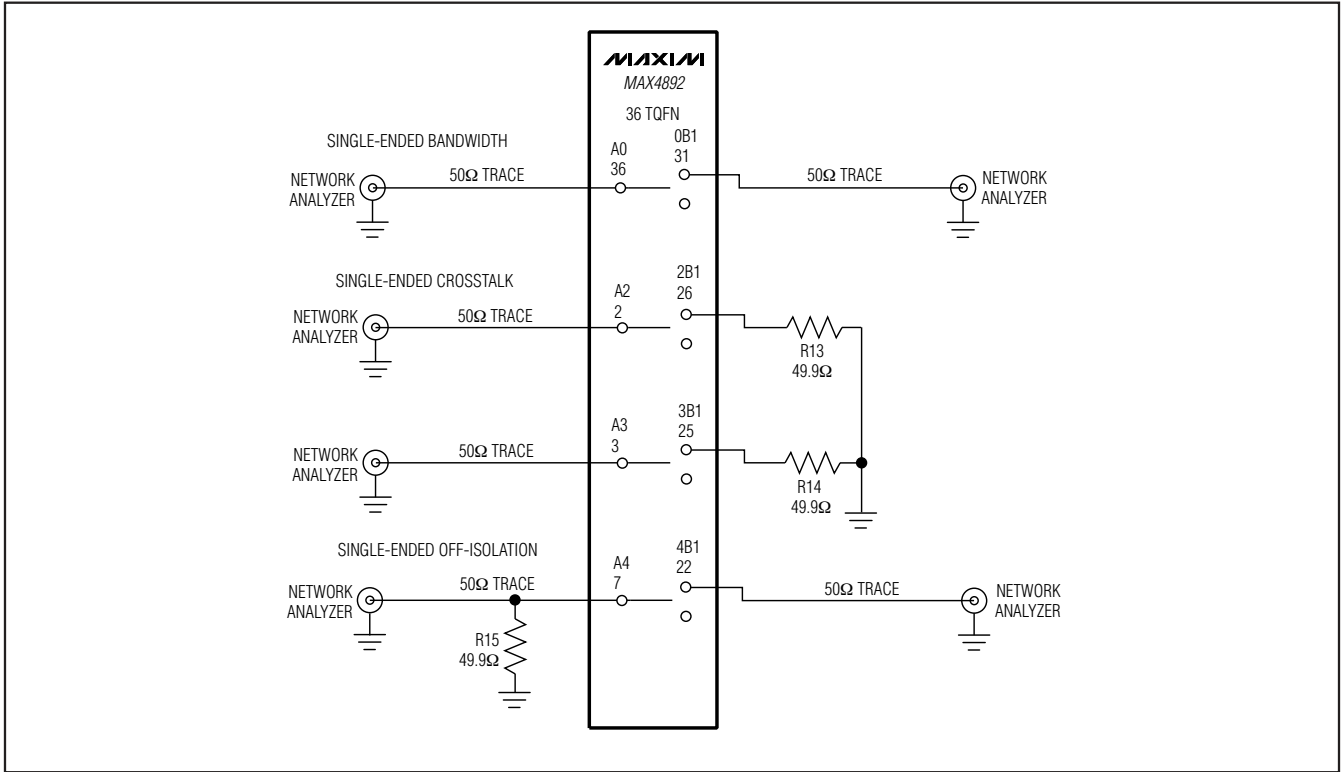 MAXIM
MAX4892
36 TQFN
SINGLE-ENDED BANDWIDTH
NETWORK
ANALYZER
50Ω TRACE
A0
36
0B1
31
50Ω TRACE
NETWORK
ANALYZER
SINGLE-ENDED CROSSTALK
NETWORK
ANALYZER
50Ω TRACE
A2
2
2B1
26
R13
49.9Ω
NETWORK
ANALYZER
50Ω TRACE
A3
3
3B1
25
R14
49.9Ω
SINGLE-ENDED OFF-ISOLATION
NETWORK
ANALYZER
50Ω TRACE
R15
49.9Ω
A4
7
4B1
22
50Ω TRACE
NETWORK
ANALYZER